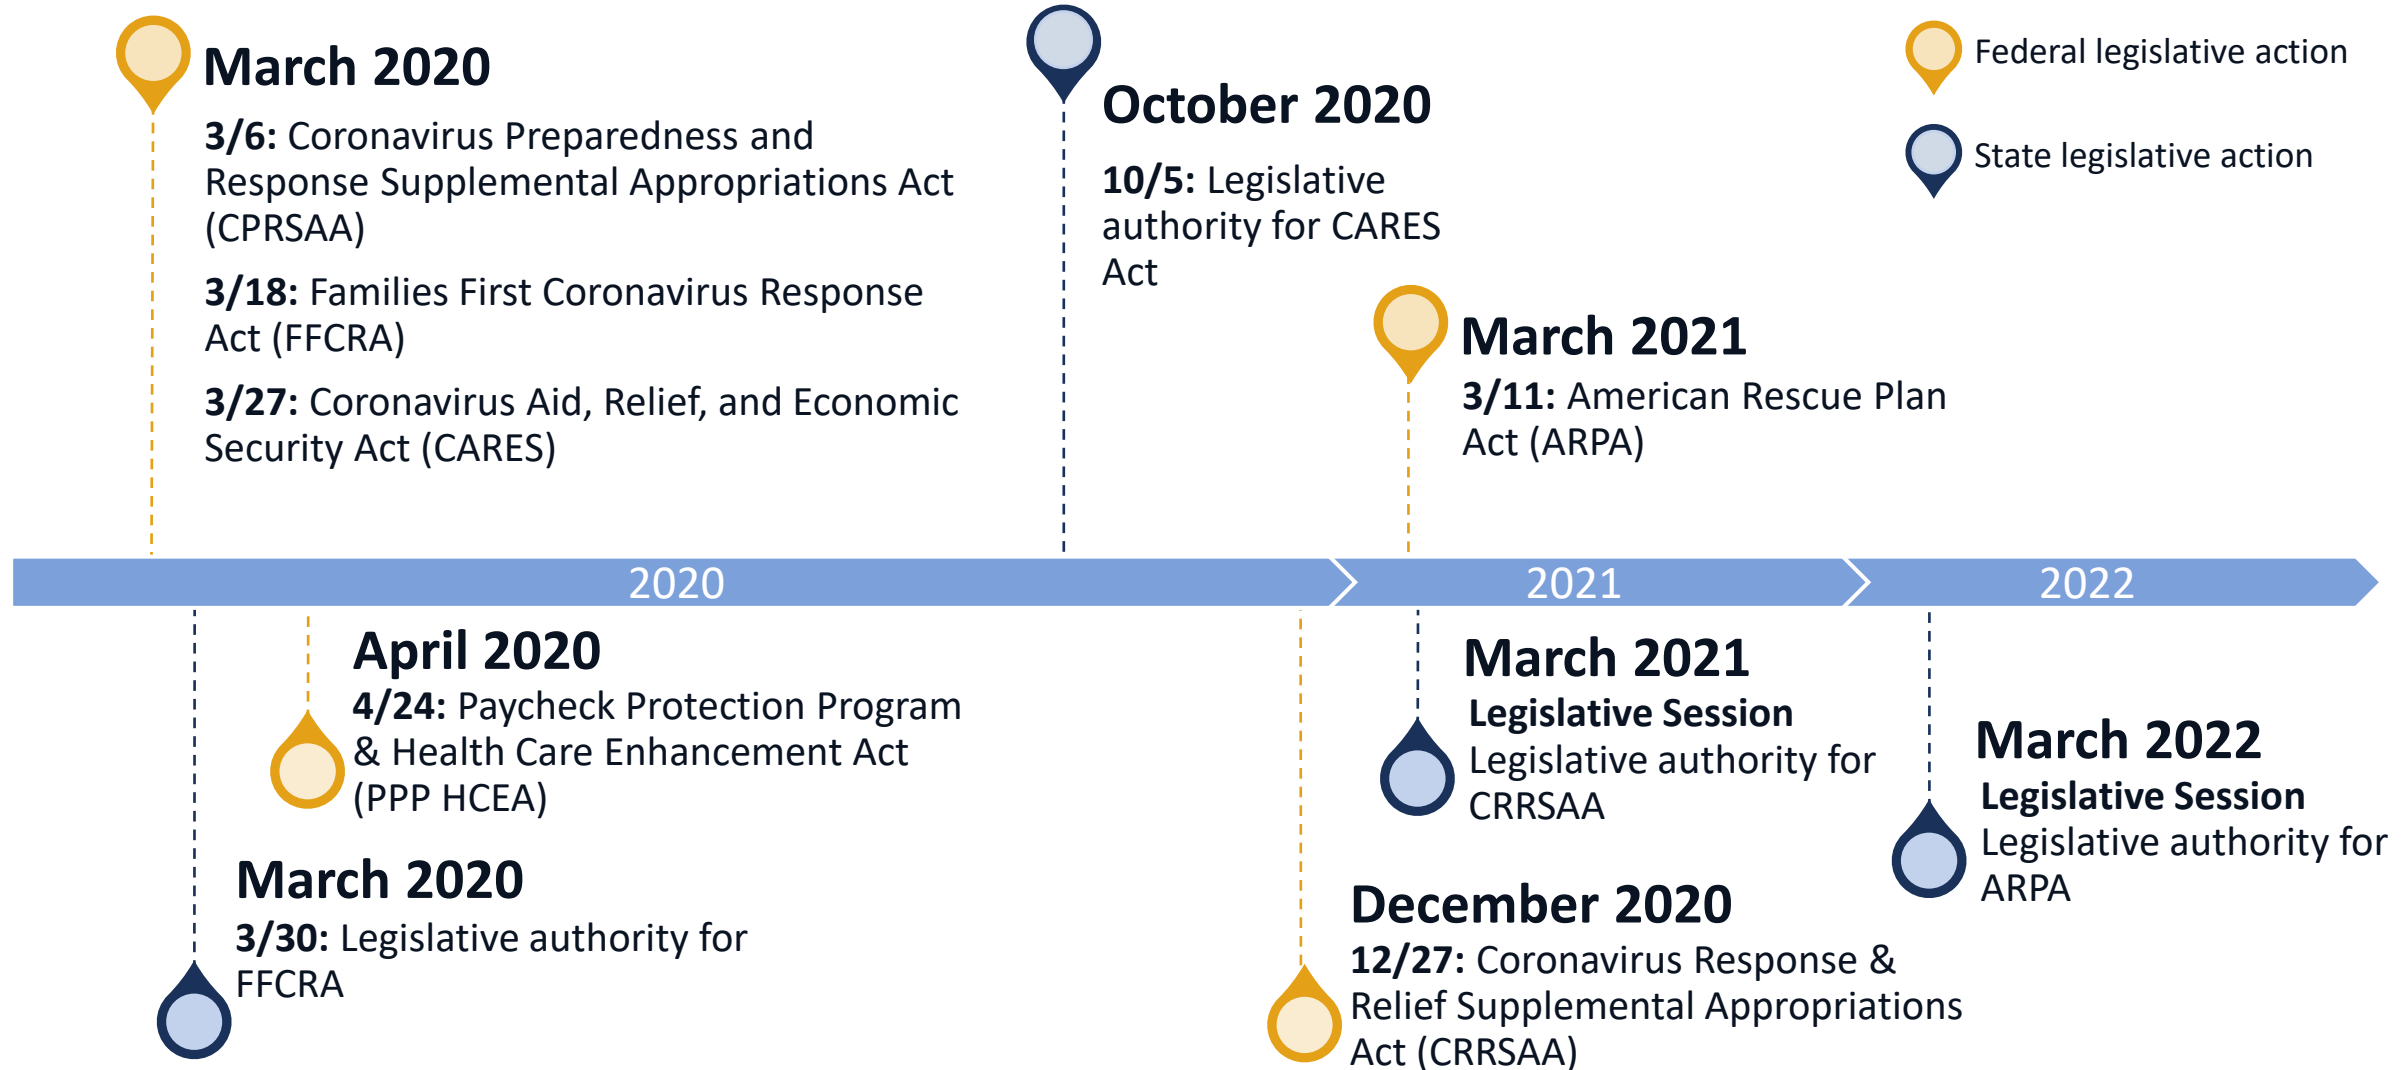 March 2020
3/6: Coronavirus Preparedness and
Response Supplemental Appropriations Act
(CPRSAA)
3/18: Families First Coronavirus Response
Act (FFCRA)
3/27: Coronavirus Aid, Relief, and Economic
Security Act (CARES)
October 2020
10/5: Legislative
authority for CARES
Act
Federal legislative action
State legislative action
March 2021
3/11: American Rescue Plan
Act (ARPA)
2020
2021
2022
April 2020
4/24: Paycheck Protection Program
& Health Care Enhancement Act
(PPP HCEA)
March 2020
3/30: Legislative authority for
FFCRA
March 2021
Legislative Session
Legislative authority for
CRRSAA
December 2020
12/27: Coronavirus Response &
Relief Supplemental Appropriations
Act (CRRSAA)
March 2022
Legislative Session
Legislative authority for
ARPA